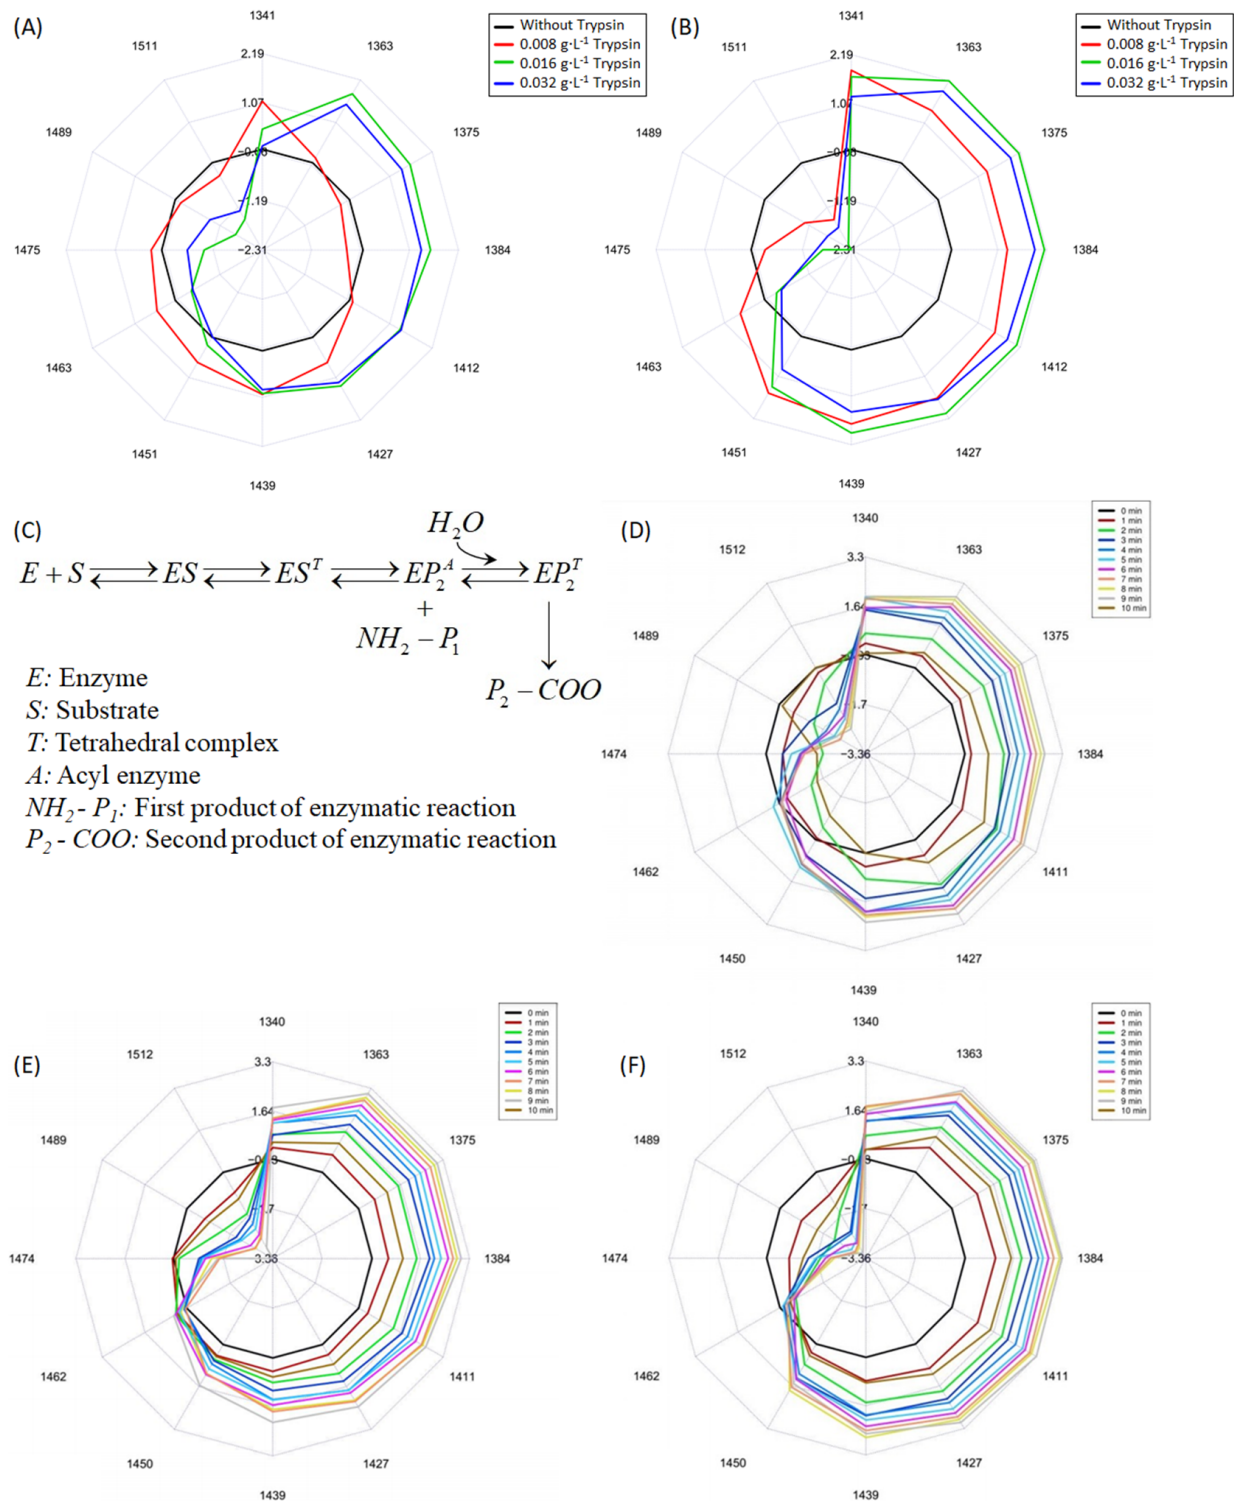 (A)
1341
1363
1375
1384
1412
1427
1439
1451
1463
1475
1489
1511
2.19
1.07
-0.06
-1.19
-2.31
Without Trypsin
0.008 g·L⁻¹ Trypsin
0.016 g·L⁻¹ Trypsin
0.032 g·L⁻¹ Trypsin
(B)
1341
1363
1375
1384
1412
1427
1439
1451
1463
1475
1489
1511
2.19
1.07
-1.19
2.31
Without Trypsin
0.008 g·L⁻¹ Trypsin
0.016 g·L⁻¹ Trypsin
0.032 g·L⁻¹ Trypsin
(C)
H₂O
E + S ES ES^T EP₂^A EP₂^T
+
NH₂ – P₁
P₂ – COO
E: Enzyme
S: Substrate
T: Tetrahedral complex
A: Acyl enzyme
NH₂ - P₁: First product of enzymatic reaction
P₂ - COO: Second product of enzymatic reaction
(D)
1340
1363
1375
1384
1411
1427
1439
1450
1462
1474
1489
1512
3.3
1.64
-3.36
0 min
1 min
2 min
3 min
4 min
5 min
6 min
7 min
8 min
9 min
10 min
(E)
1340
1363
1375
1384
1411
1427
1439
1450
1462
1474
1489
1512
3.3
1.64
0 min
1 min
2 min
3 min
4 min
5 min
6 min
7 min
8 min
9 min
10 min
(F)
1340
1363
1375
1384
1411
1427
1439
1450
1462
1474
1489
1512
3.3
1.64
0 min
1 min
2 min
3 min
4 min
5 min
6 min
7 min
8 min
9 min
10 min